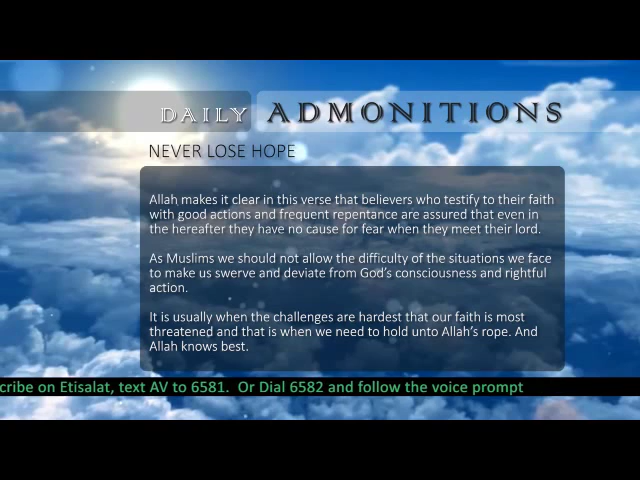 DAILY ADMONITIONS
NEVER LOSE HOPE
Allah makes it clear in this verse that believers who testify to their faith
with good actions and frequent repentance are assured that even in
the hereafter they have no cause for fear when they meet their lord.
As Muslims we should not allow the difficulty of the situations we face
to make us swerve and deviate from God's consciousness and rightful
action.
It is usually when the challenges are hardest that our faith is most
threatened and that is when we need to hold unto Allah's rope. And
Allah knows best.
cribe on Etisalat, text AV to 6581. Or Dial 6582 and follow the voice prompt